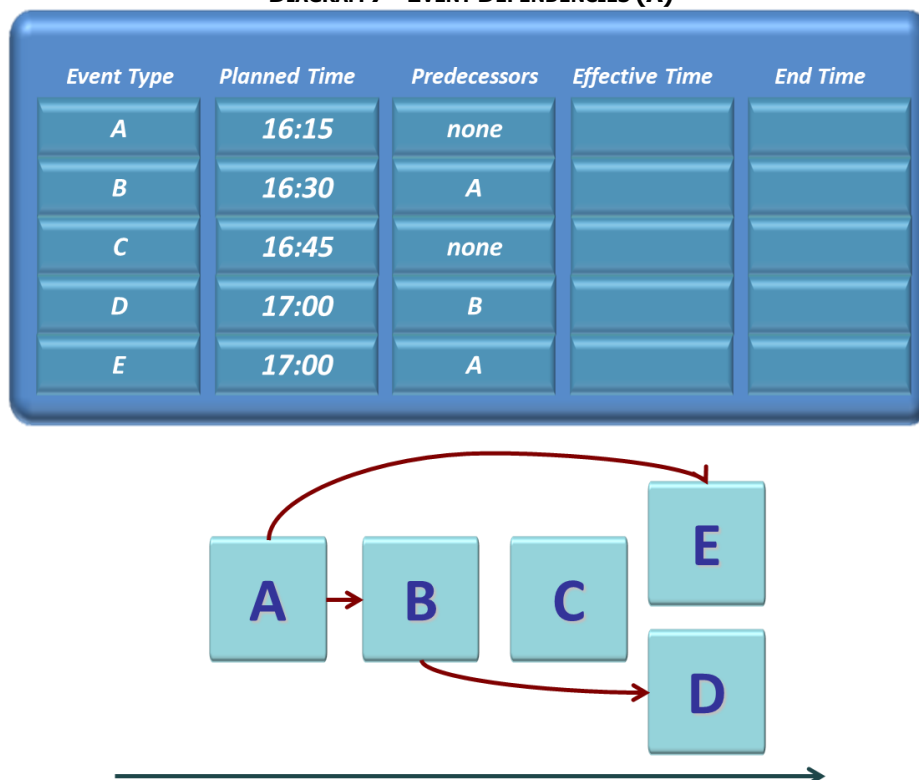 Event Type Planned Time Predecessors Effective Time End Time
A 16:15 none
B 16:30 A
C 16:45 none
D 17:00 B
E 17:00 A
E
A B C
D